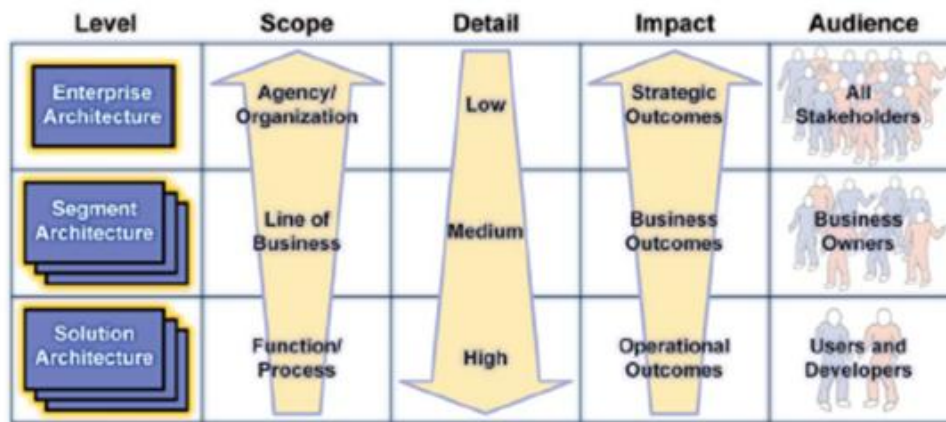 Level Scope Detail Impact Audience
Enterprise
Architecture
Agency/
Organization
Low
Strategic
Outcomes
All
Stakeholders
Segment
Architecture
Line of
Business
Medium
Business
Outcomes
Business
Owners
Solution
Architecture
Function/
Process
High
Operational
Outcomes
Users and
Developers